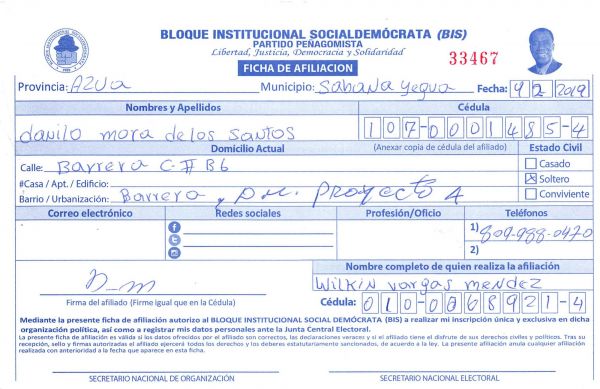 BLOQUE INSTITUCIONAL SOCIALDEMÓCRATA (BIS)
PARTIDO PEÑAGOMISTA
Libertad, Justicia, Democracia y Solidaridad
33467
FICHA DE AFILIACION
Provincia: AZUA Municipio: Sabana Yegua Fecha: 9 2 2019
Nombres y Apellidos Cédula
danilo mora de los santos 107-0001485-4
Domicilio Actual (Anexar copia de cédula del afiliado) Estado Civil
Calle: Barrera C#B6 Casado
#Casa / Apt. / Edificio: Soltero
Barrio / Urbanización: Barrera, proyecto 4 Conviviente
Correo electrónico Redes sociales Profesión/Oficio Teléfonos
1) 809-988-0470
2)
Nombre completo de quien realiza la afiliación
Wilkin vargas mendez
Firma del afiliado (Firme igual que en la Cédula) Cédula: 010-0068921-4
Mediante la presente ficha de afiliación autorizo al BLOQUE INSTITUCIONAL SOCIAL DEMÓCRATA (BIS) a realizar mi inscripción única y exclusiva en dicha
organización política, así como a registrar mis datos personales ante la Junta Central Electoral.
La presente ficha de afiliación es válida si las datos ofrecidos por el afiliado son correctos, las declaraciones veraces y si el afiliado tiene el disfrute de sus derechos civiles y políticos. Tras su
recepción, sello y firmas autorizadas el afiliado ejercerá todos los derechos y los deberes estatutariamente sancionados, de acuerdo a la ley. La presente afiliación anula cualquier afiliación
realizada con anterioridad a la fecha que aparece en esta ficha.
SECRETARIO NACIONAL DE ORGANIZACIÓN SECRETARIO NACIONAL ELECTORAL